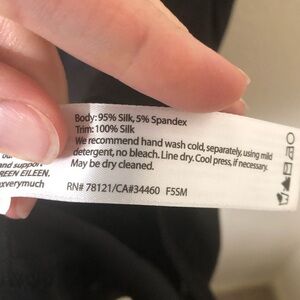 Body: 95% Silk, 5% Spandex
Trim: 100% Silk
We recommend hand wash cold, separately, using mild
detergent, no bleach. Line dry. Cool press, if necessary.
May be dry cleaned.
RN# 78121/CA#34460 F5SM
and support
REEN EILEEN,
xverymuch